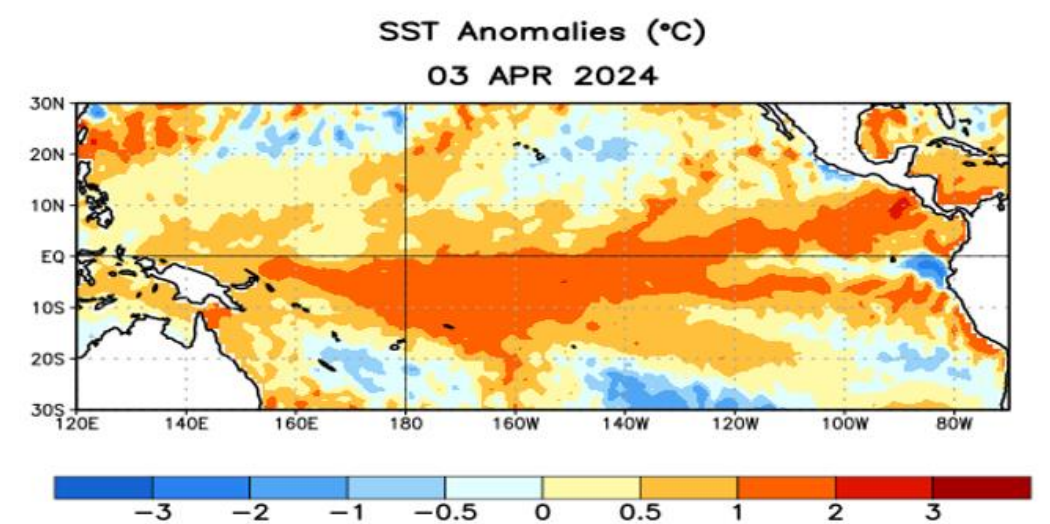 SST Anomalies (°C)
03 APR 2024
30N
20N
10N
EQ
10S
20S
30S
120E 140E 160E 180 160W 140W 120W 100W 80W
−3 −2 −1 −0.5 0 0.5 1 2 3